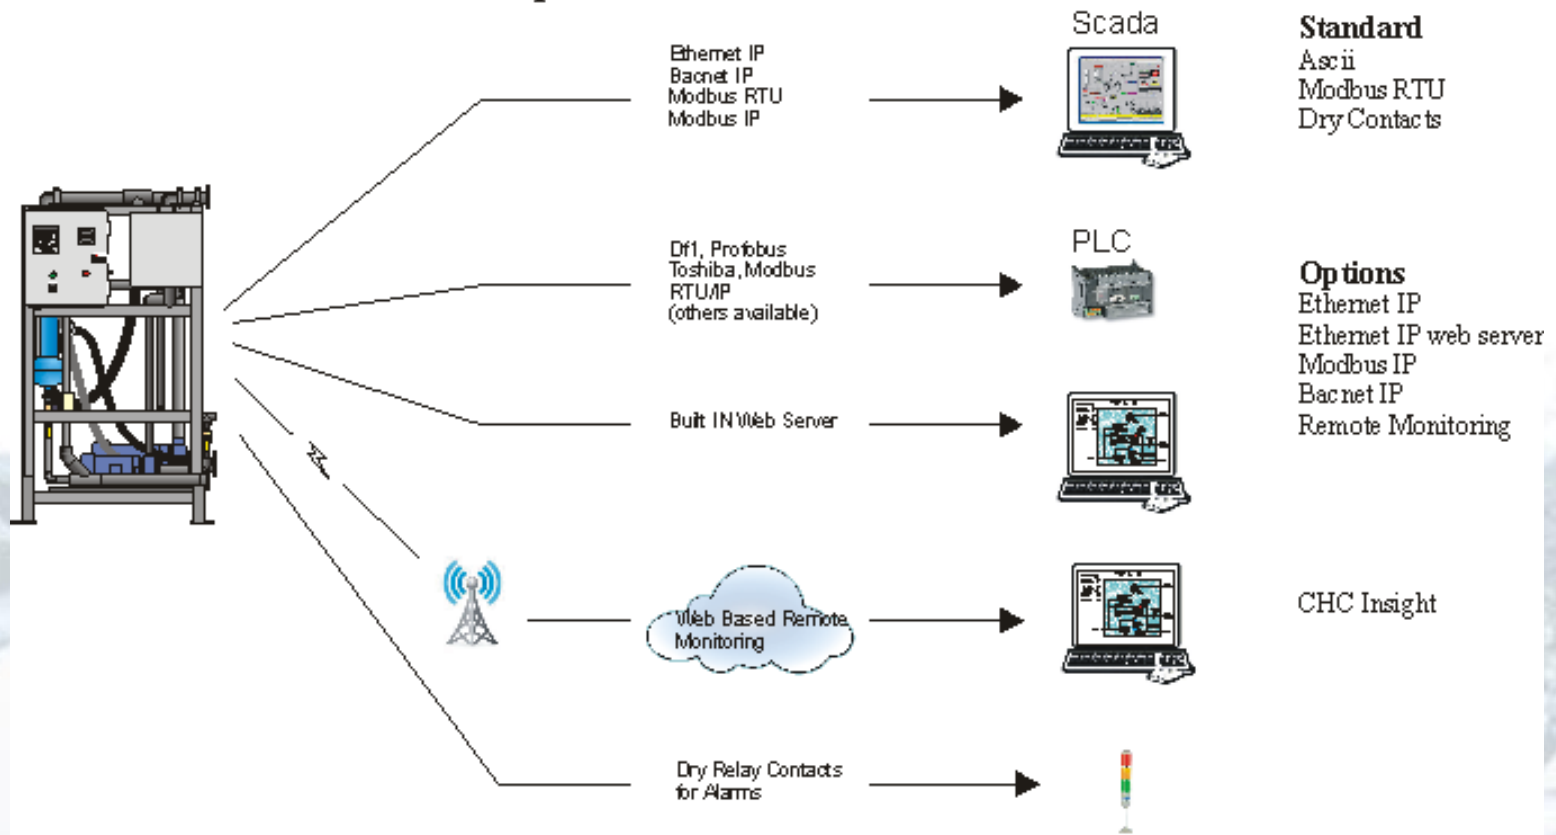 Scada
Ethernet IP
Bacnet IP
Modbus RTU
Modbus IP
Standard
Ascii
Modbus RTU
Dry Contacts
PLC
Df1, Profobus
Toshiba, Modbus
RTU/IP
(others available)
Options
Ethernet IP
Ethernet IP web server
Modbus IP
Bacnet IP
Remote Monitoring
Built IN Web Server
Web Based Remote
Monitoring
CHC Insight
Dry Relay Contacts
for Alarms